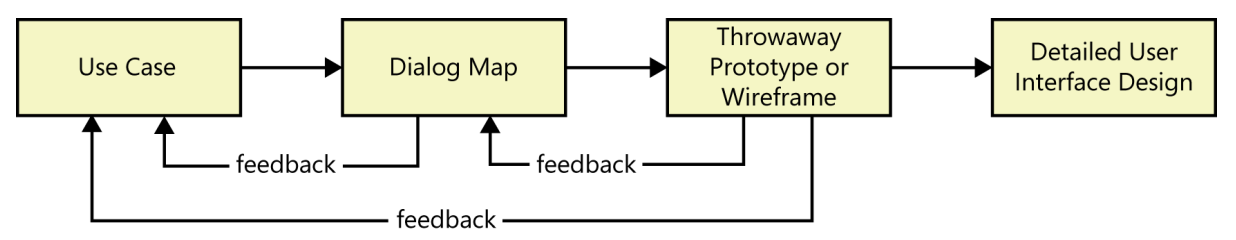 Use Case
Dialog Map
Throwaway
Prototype or
Wireframe
Detailed User
Interface Design
feedback
feedback
feedback